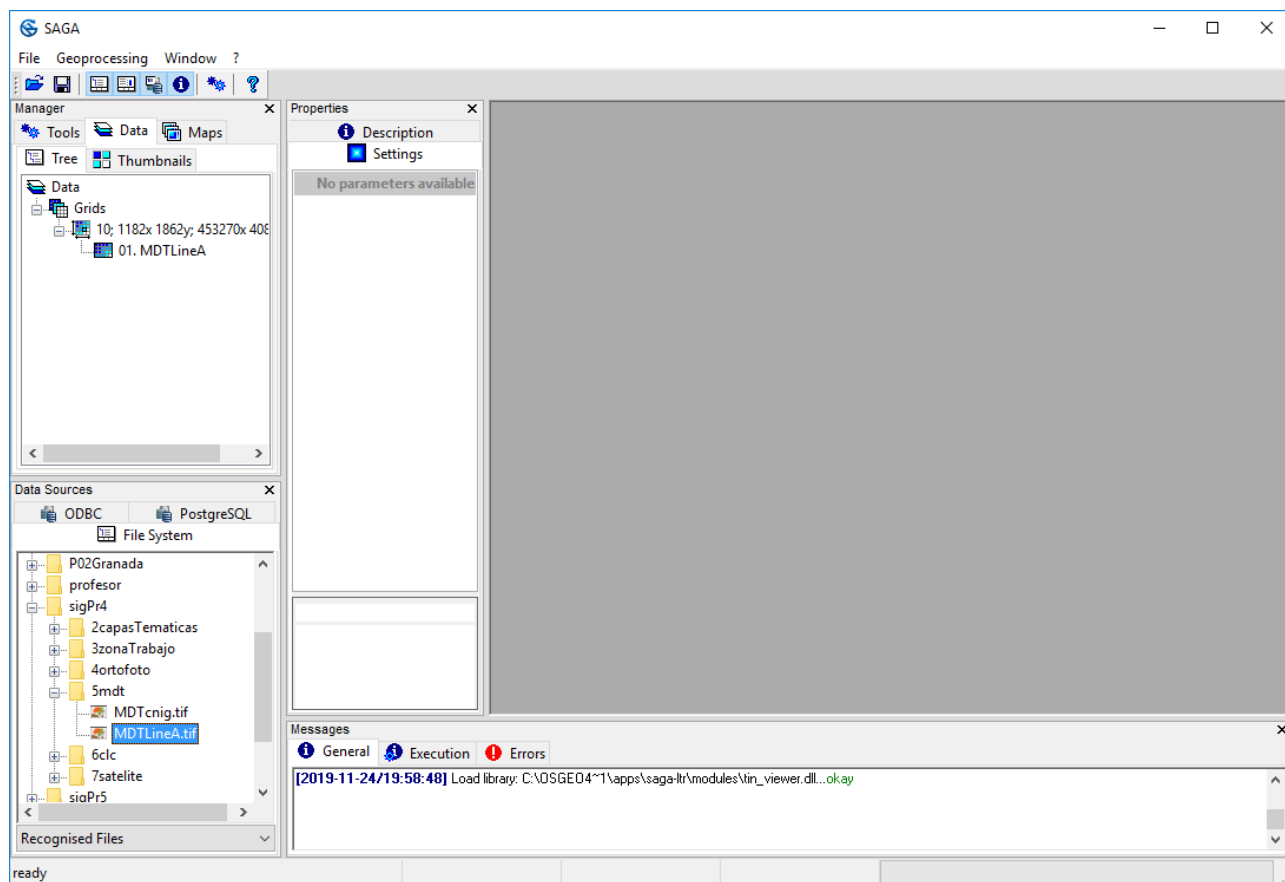 SAGA
File Geoprocessing Window ?
Manager
Tools Data Maps
Tree Thumbnails
Data
Grids
10; 1182x 1862y; 453270x 408
01. MDTLineA
Data Sources
ODBC PostgreSQL
File System
P02Granada
profesor
sigPr4
2capasTematicas
3zonaTrabajo
4ortofoto
5mdt
MDTcnig.tif
MDTLineA.tif
6clc
7satelite
sigPr5
Recognised Files
Properties
Description
Settings
No parameters available
Messages
General Execution Errors
[2019-11-24/19:58:48] Load library: C:\OSGEO4~1\apps\saga-ltr\modules\tin_viewer.dll...okay
ready